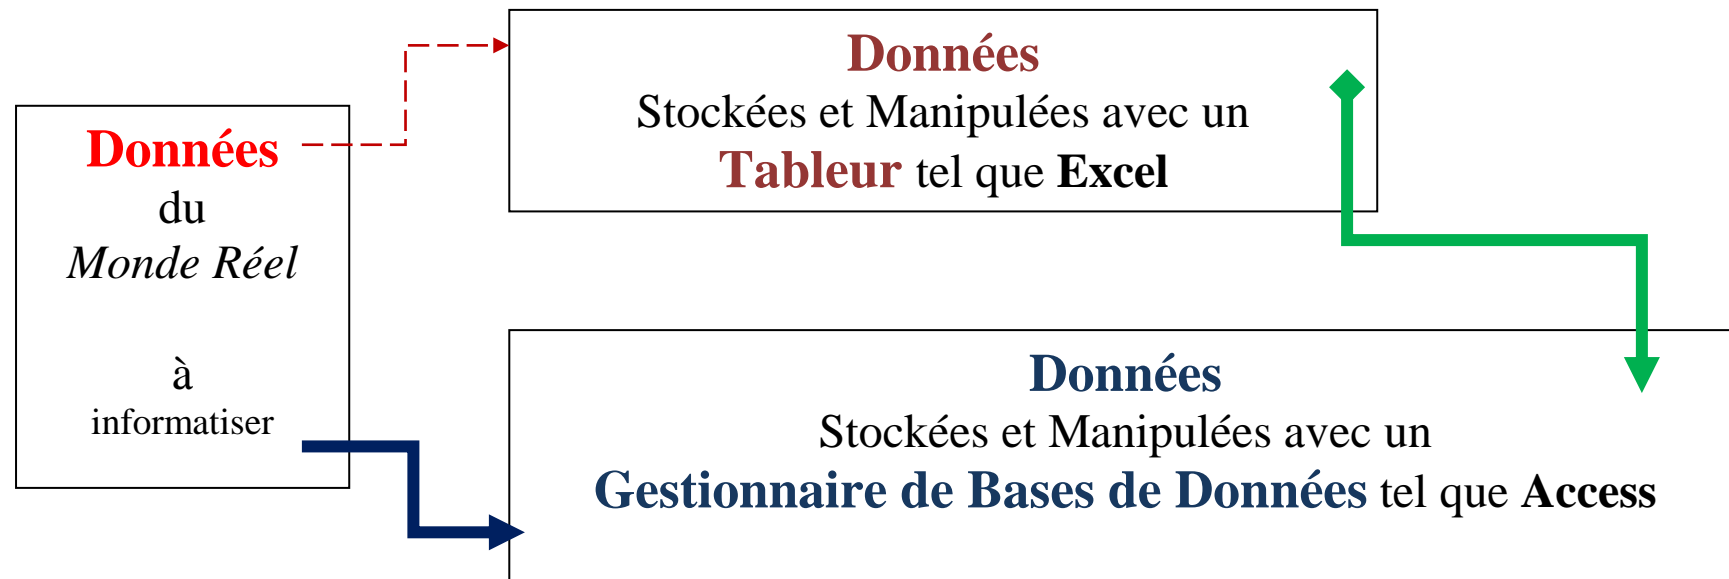 Données
du
Monde Réel
à
informatiser
Données
Stockées et Manipulées avec un
Tableur tel que Excel
Données
Stockées et Manipulées avec un
Gestionnaire de Bases de Données tel que Access